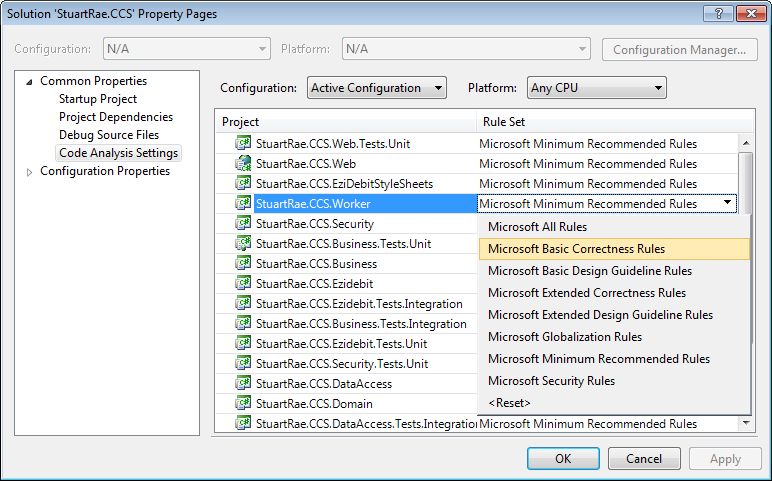 Solution 'StuartRae.CCS' Property Pages
Configuration: N/A Platform: N/A Configuration Manager...
Common Properties
Startup Project
Project Dependencies
Debug Source Files
Code Analysis Settings
Configuration Properties
Configuration: Active Configuration Platform: Any CPU
Project Rule Set
StuartRae.CCS.Web.Tests.Unit Microsoft Minimum Recommended Rules
StuartRae.CCS.Web Microsoft Minimum Recommended Rules
StuartRae.CCS.EziDebitStyleSheets Microsoft Minimum Recommended Rules
StuartRae.CCS.Worker Microsoft Minimum Recommended Rules
StuartRae.CCS.Security
StuartRae.CCS.Business.Tests.Unit
StuartRae.CCS.Business
StuartRae.CCS.Ezidebit
StuartRae.CCS.Ezidebit.Tests.Integration
StuartRae.CCS.Business.Tests.Integration
StuartRae.CCS.Ezidebit.Tests.Unit
StuartRae.CCS.Security.Tests.Unit
StuartRae.CCS.DataAccess
StuartRae.CCS.Domain
StuartRae.CCS.DataAccess.Tests.Integration Microsoft Minimum Recommended Rules
Microsoft All Rules
Microsoft Basic Correctness Rules
Microsoft Basic Design Guideline Rules
Microsoft Extended Correctness Rules
Microsoft Extended Design Guideline Rules
Microsoft Globalization Rules
Microsoft Minimum Recommended Rules
Microsoft Security Rules
<Reset>
OK Cancel Apply